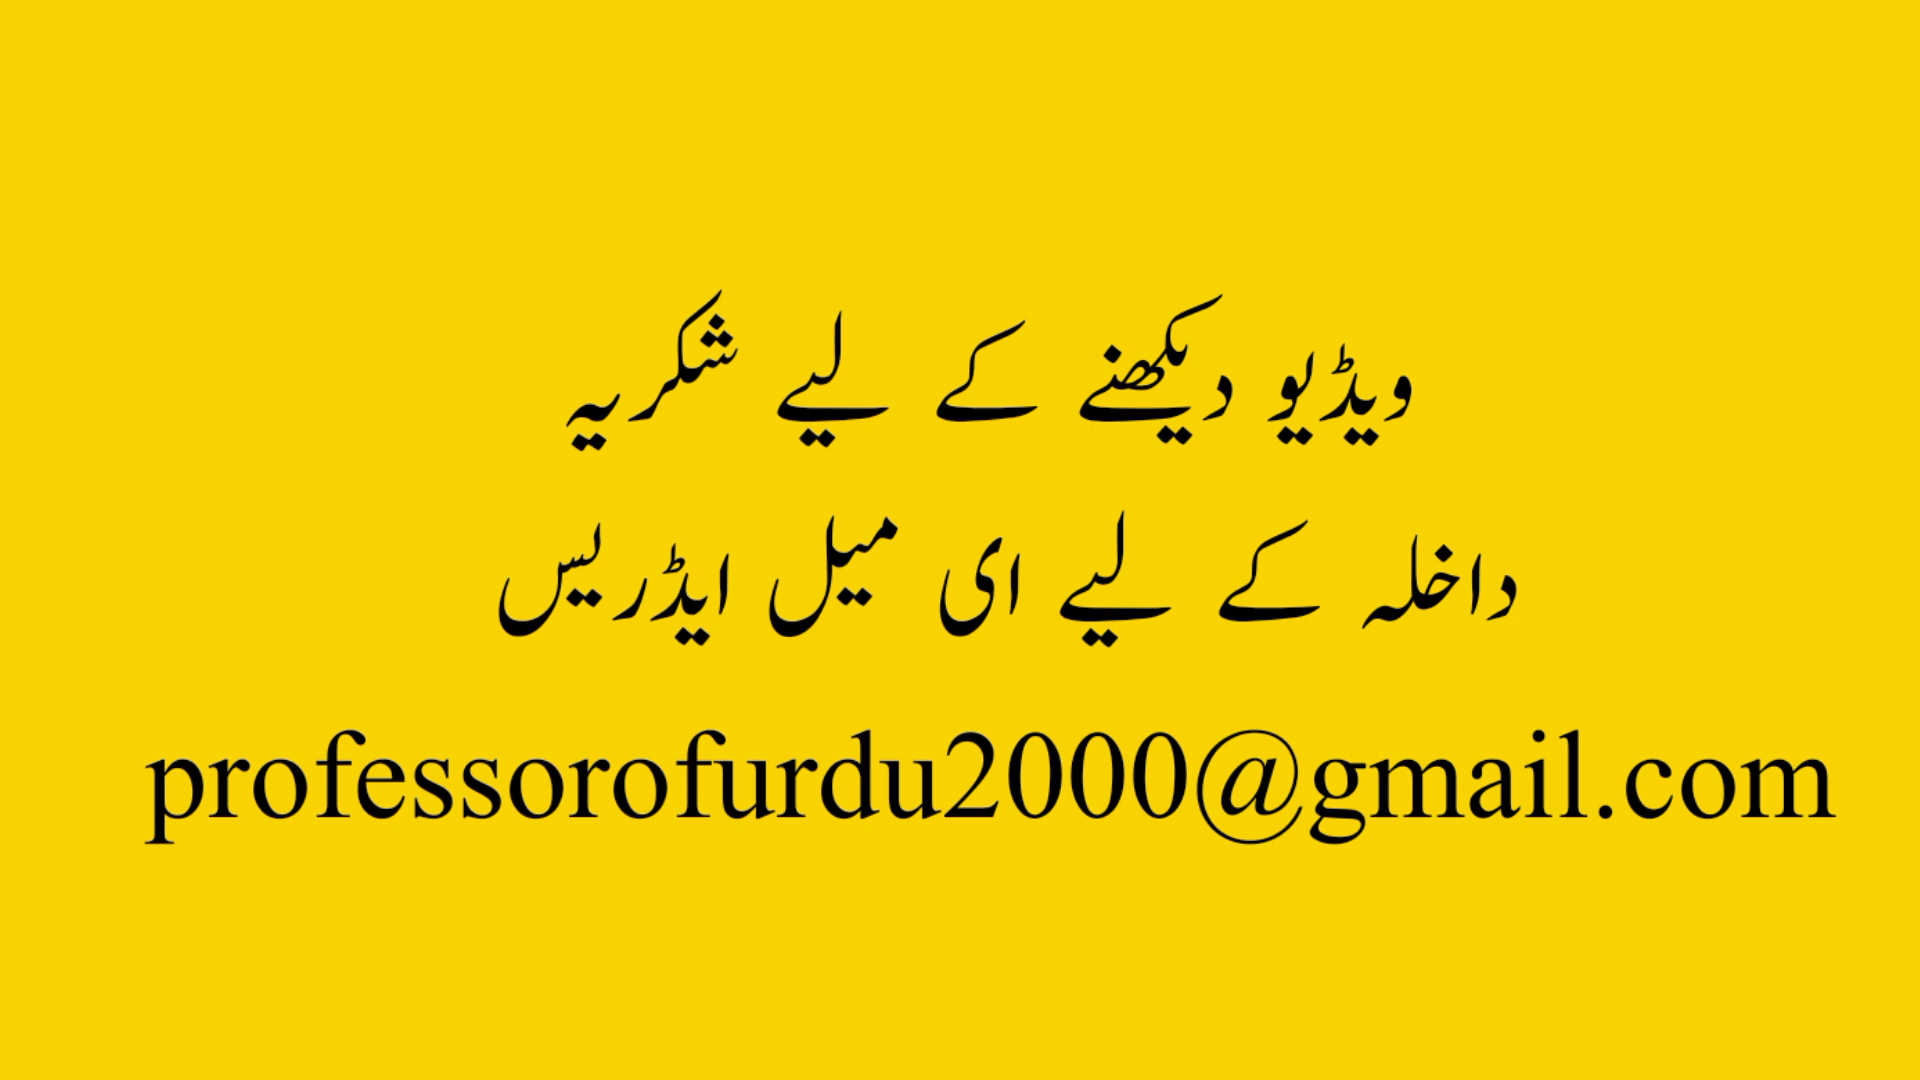 ویڈیو دیکھنے کے لیے شکریہ
داخلہ کے لیے ای میل ایڈریس
professorofurdu2000@gmail.com